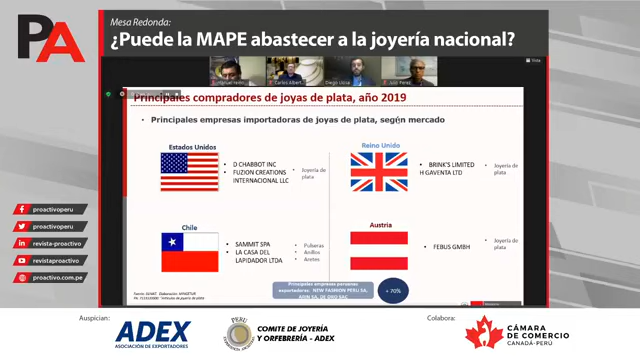 PA
Mesa Redonda:
¿Puede la MAPE abastecer a la joyería nacional?
Principales compradores de joyas de plata, año 2019
• Principales empresas importadoras de joyas de plata, según mercado
Estados Unidos
• D CHABBOT INC
• FUZION CREATIONS
INTERNACIONAL LLC
• Joyería de
plata
Reino Unido
• BRINK'S LIMITED
• H GAVENTA LTD
• Joyería de
plata
Chile
• SAMMIT SPA
• LA CASA DEL
LAPIDADOR LTDA
• Pulseras
• Anillos
• Aretes
Austria
• FEBUS GMBH
• Joyería de
plata
Principales empresas peruanas
exportadoras: NEW FASHION PERU SA,
ARIN SA, DE ORO SAC
+ 70%
proactivoperu
proactivoperu
revista-proactivo
revistaproactivo
proactivo.com.pe
Auspician:
ADEX
ASOCIACIÓN DE EXPORTADORES
PERU
COMITE DE JOYERÍA
Y ORFEBRERÍA - ADEX
Colabora:
CÁMARA
DE COMERCIO
CANADÁ-PERÚ